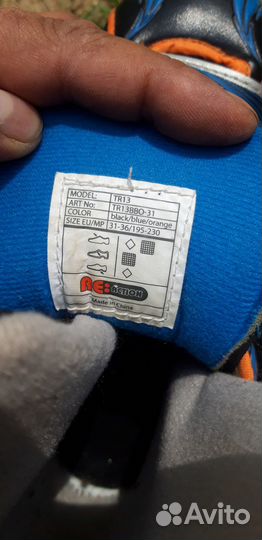 MODEL: TR13
ART No: TR13BBO-31
COLOR black/blue/orange
SIZE EU/MP 31-36/195-230
RE:ACTION
Made in China
Avito